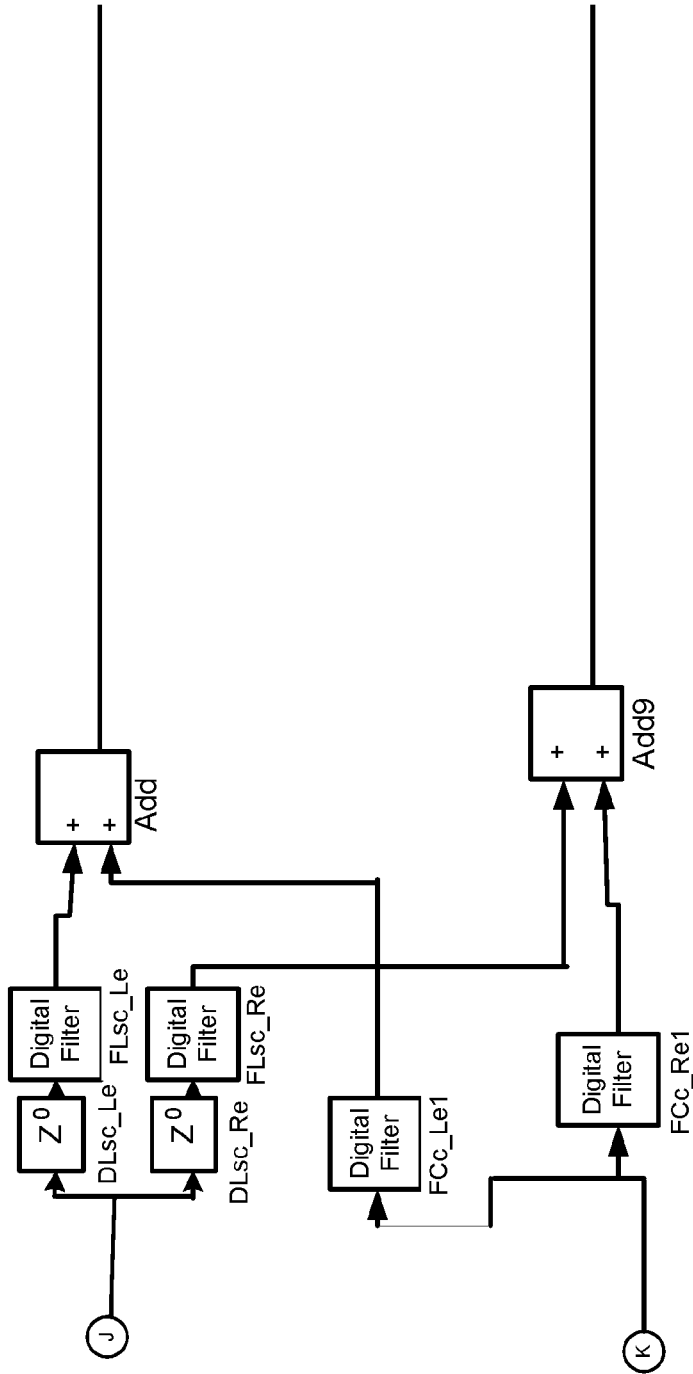 J
Z0
DLsc_Le
Digital
Filter
FLsc_Le
+
+
Add
Z0
DLsc_Re
Digital
Filter
FLsc_Re
Digital
Filter
FCc_Le1
+
+
Add9
K
Digital
Filter
FCc_Re1